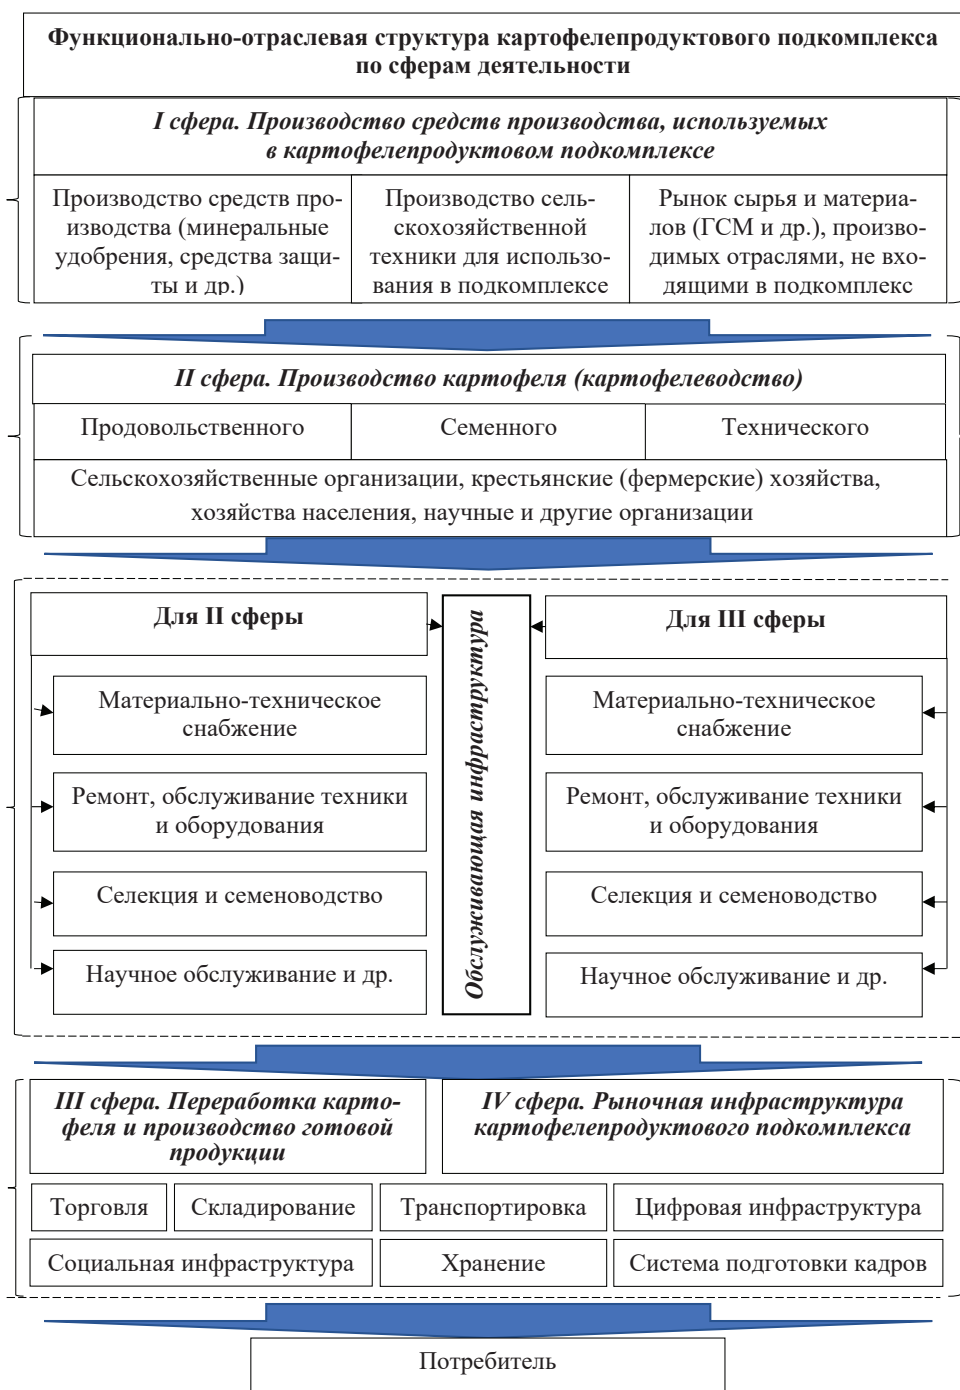 Функционально-отраслевая структура картофелепродуктового подкомплекса
по сферам деятельности
I сфера. Производство средств производства, используемых
в картофелепродуктовом подкомплексе
Производство средств про-
изводства (минеральные
удобрения, средства защи-
ты и др.)
Производство сель-
скохозяйственной
техники для использо-
вания в подкомплексе
Рынок сырья и материа-
лов (ГСМ и др.), произво-
димых отраслями, не вхо-
дящими в подкомплекс
II сфера. Производство картофеля (картофелеводство)
Продовольственного
Семенного
Технического
Сельскохозяйственные организации, крестьянские (фермерские) хозяйства,
хозяйства населения, научные и другие организации
Для II сферы
Материально-техническое
снабжение
Ремонт, обслуживание техники
и оборудования
Селекция и семеноводство
Научное обслуживание и др.
Обслуживающая инфраструктура
Для III сферы
Материально-техническое
снабжение
Ремонт, обслуживание техники
и оборудования
Селекция и семеноводство
Научное обслуживание и др.
III сфера. Переработка карто-
феля и производство готовой
продукции
IV сфера. Рыночная инфраструктура
картофелепродуктового подкомплекса
Торговля
Складирование
Транспортировка
Цифровая инфраструктура
Социальная инфраструктура
Хранение
Система подготовки кадров
Потребитель